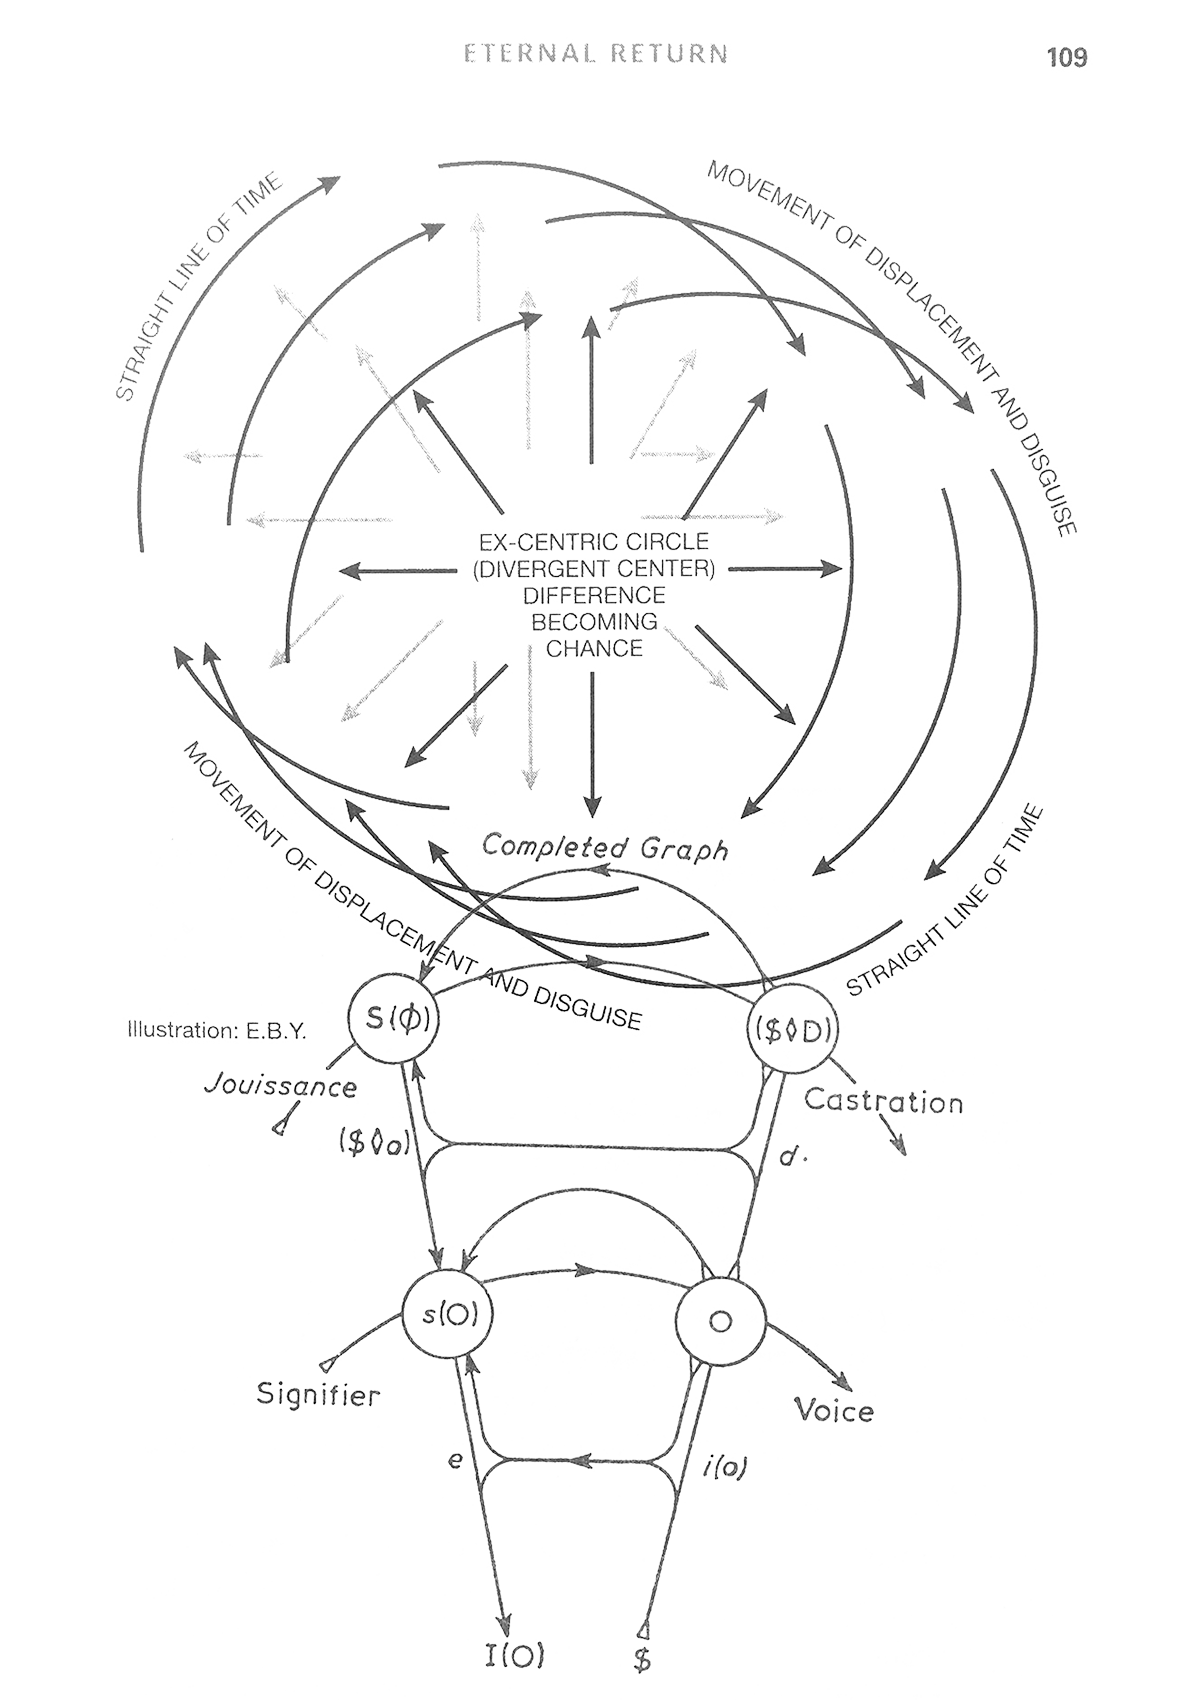 ETERNAL RETURN
109
STRAIGHT LINE OF TIME
MOVEMENT OF DISPLACEMENT AND DISGUISE
EX-CENTRIC CIRCLE
(DIVERGENT CENTER)
DIFFERENCE
BECOMING
CHANCE
MOVEMENT OF DISPLACEMENT AND DISGUISE
STRAIGHT LINE OF TIME
Completed Graph
Illustration: E.B.Y.
S(Ø)
($◊D)
Jouissance
Castration
($◊o)
d.
s(O)
O
Signifier
Voice
e
i(o)
I(O)
$